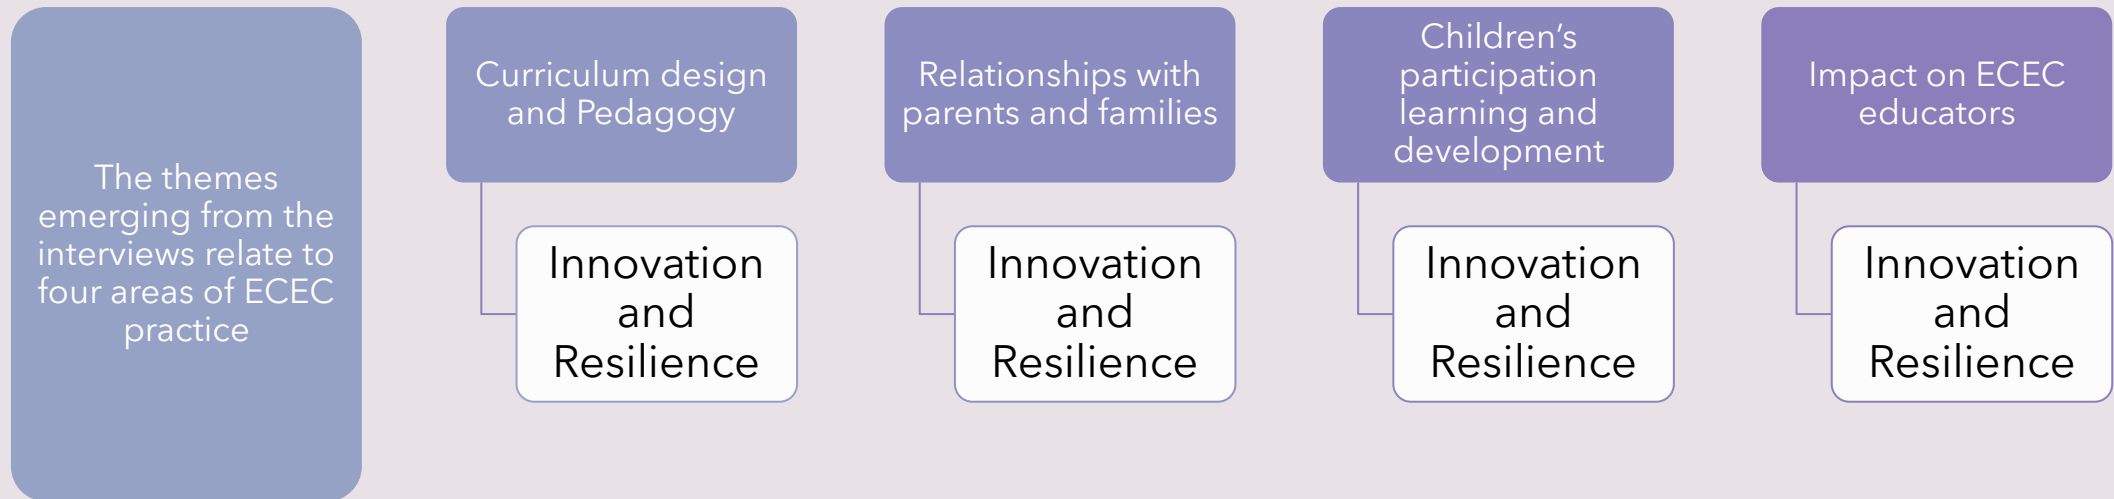 The themes
emerging from the
interviews relate to
four areas of ECEC
practice
Curriculum design
and Pedagogy
Innovation
and
Resilience
Relationships with
parents and families
Innovation
and
Resilience
Children’s
participation
learning and
development
Innovation
and
Resilience
Impact on ECEC
educators
Innovation
and
Resilience